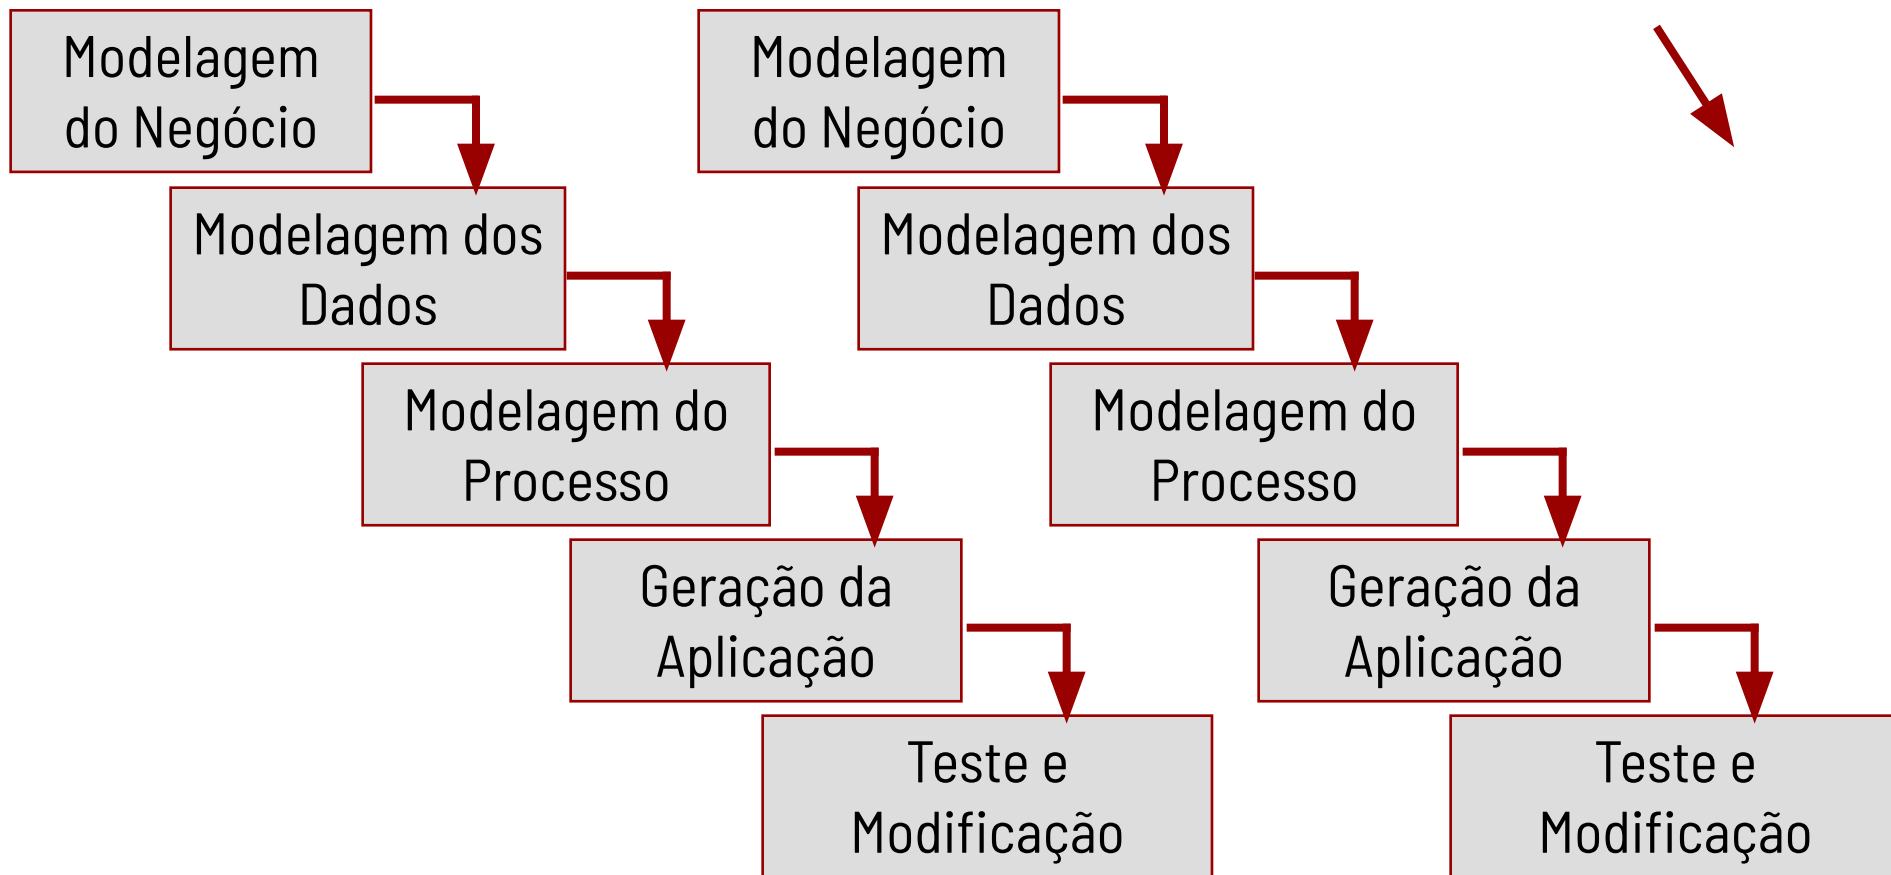 Modelagem
do Negócio
Modelagem dos
Dados
Modelagem do
Processo
Geração da
Aplicação
Teste e
Modificação
Modelagem
do Negócio
Modelagem dos
Dados
Modelagem do
Processo
Geração da
Aplicação
Teste e
Modificação